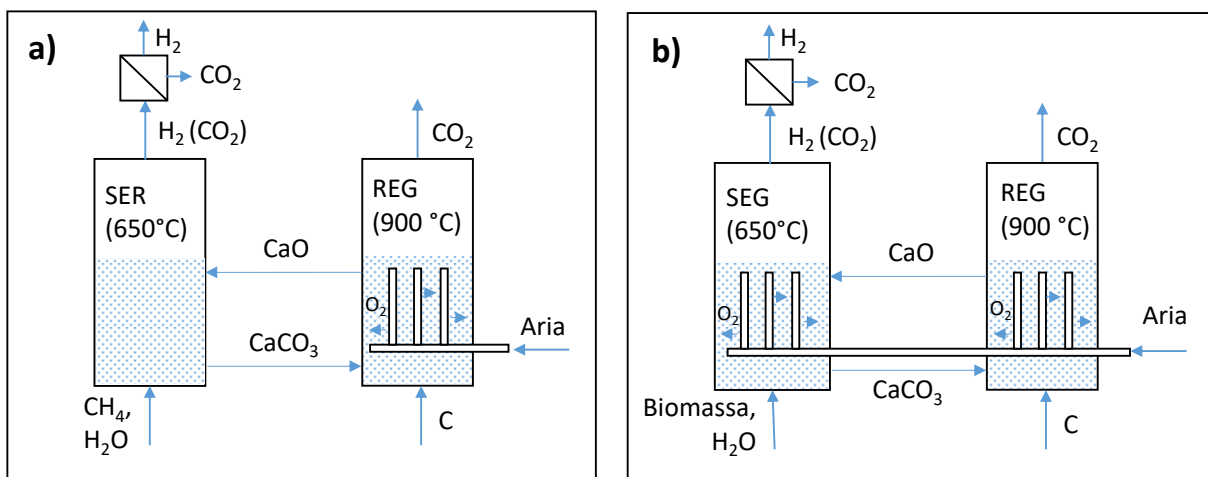 a)
H₂
CO₂
H₂ (CO₂)
CO₂
SER
(650°C)
REG
(900 °C)
CaO
O₂
Aria
CaCO₃
CH₄,
H₂O
C
b)
H₂
CO₂
H₂ (CO₂)
CO₂
SEG
(650°C)
REG
(900 °C)
CaO
O₂
O₂
Aria
CaCO₃
Biomassa,
H₂O
C